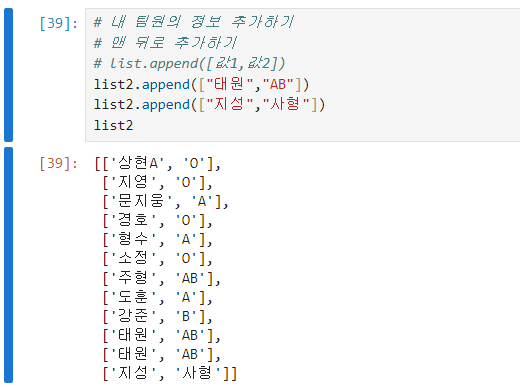 [39]: # 내 팀원의 정보 추가하기
# 맨 뒤로 추가하기
# list.append([값1,값2])
list2.append(["태원","AB"])
list2.append(["지성","사형"])
list2
[39]: [['상현A', 'O'],
['지영', 'O'],
['문지웅', 'A'],
['경호', 'O'],
['형수', 'A'],
['소정', 'O'],
['주형', 'AB'],
['도훈', 'A'],
['강준', 'B'],
['태원', 'AB'],
['태원', 'AB'],
['지성', '사형']]